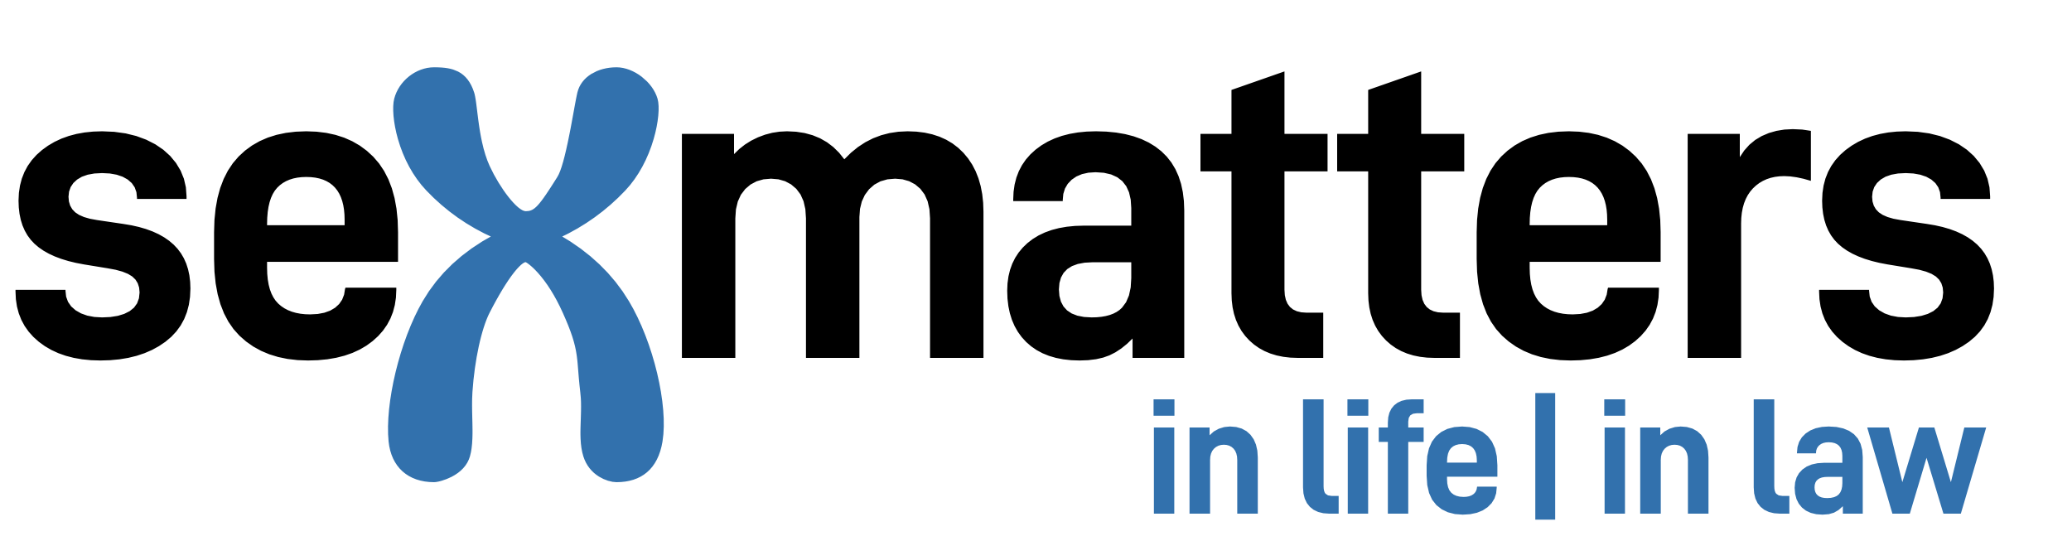 sexmatters
in life | in law